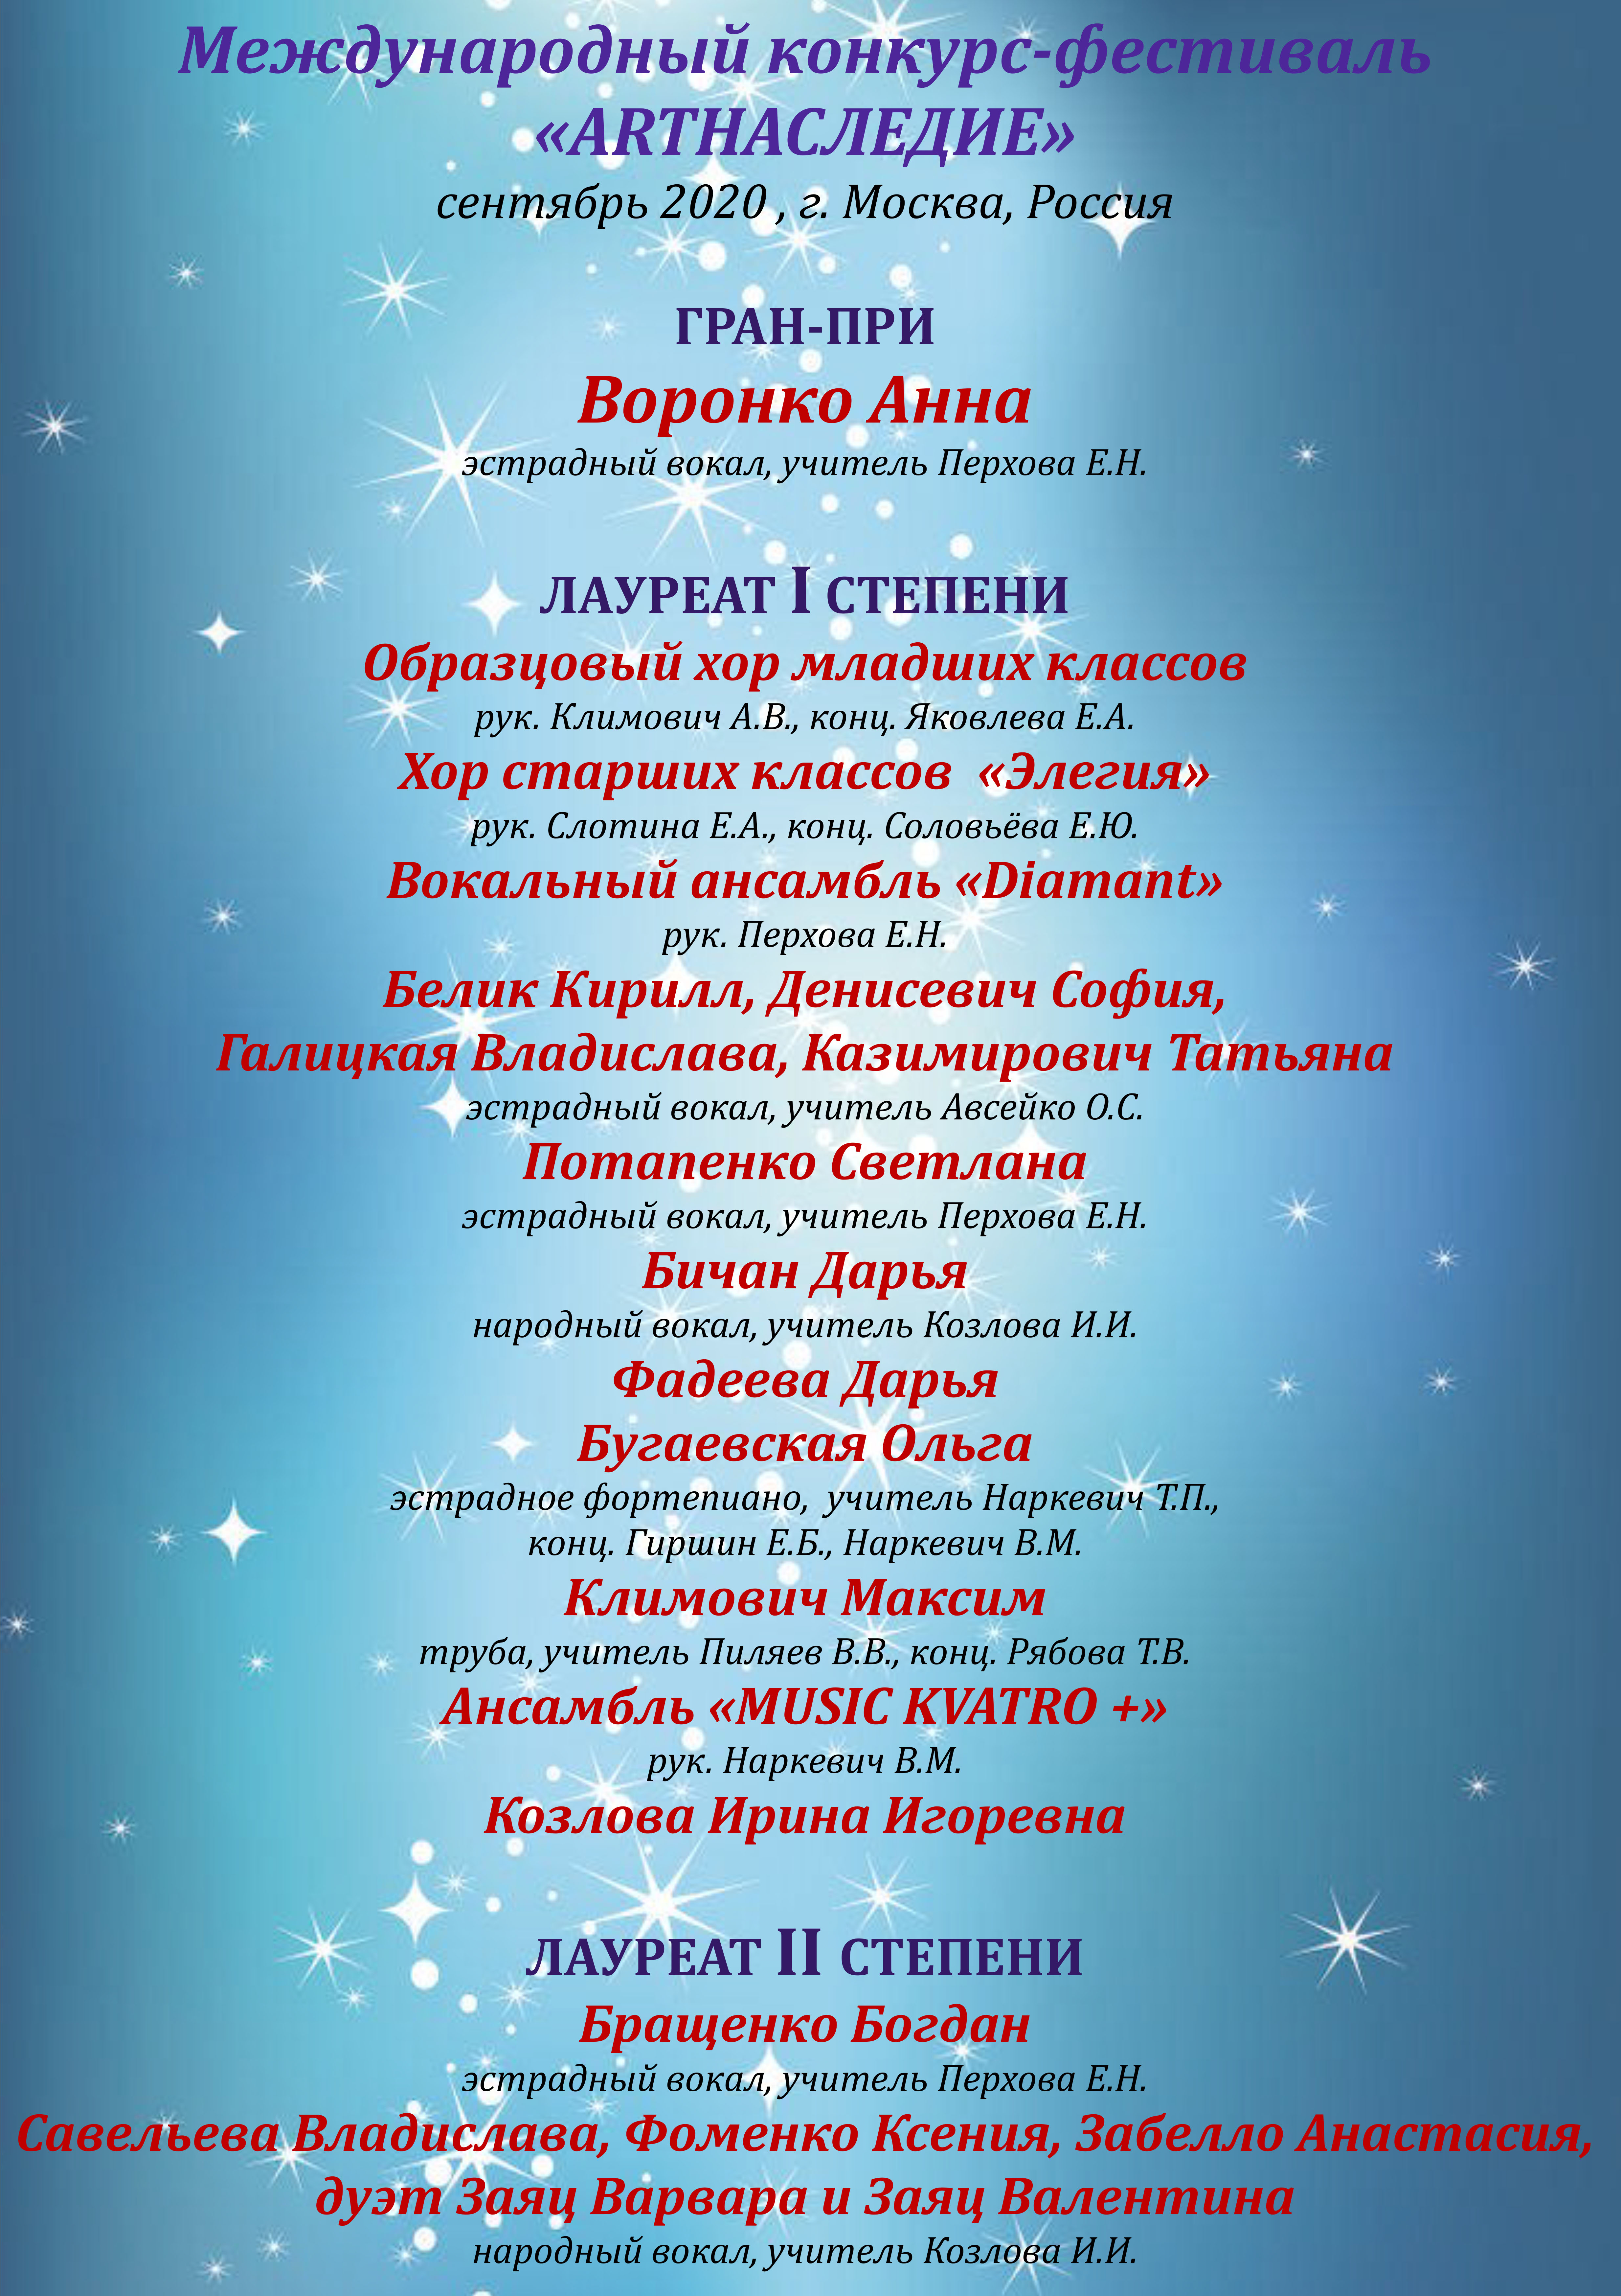 Международный конкурс-фестиваль
«ARTНАСЛЕДИЕ»
сентябрь 2020 , г. Москва, Россия
ГРАН-ПРИ
Воронко Анна
эстрадный вокал, учитель Перхова Е.Н.
ЛАУРЕАТ I СТЕПЕНИ
Образцовый хор младших классов
рук. Климович А.В., конц. Яковлева Е.А.
Хор старших классов «Элегия»
рук. Слотина Е.А., конц. Соловьёва Е.Ю.
Вокальный ансамбль «Diamant»
рук. Перхова Е.Н.
Белик Кирилл, Денисевич София,
Галицкая Владислава, Казимирович Татьяна
эстрадный вокал, учитель Авсейко О.С.
Потапенко Светлана
эстрадный вокал, учитель Перхова Е.Н.
Бичан Дарья
народный вокал, учитель Козлова И.И.
Фадеева Дарья
Бугаевская Ольга
эстрадное фортепиано, учитель Наркевич Т.П.,
конц. Гиршин Е.Б., Наркевич В.М.
Климович Максим
труба, учитель Пиляев В.В., конц. Рябова Т.В.
Ансамбль «MUSIC KVATRO +»
рук. Наркевич В.М.
Козлова Ирина Игоревна
ЛАУРЕАТ II СТЕПЕНИ
Бращенко Богдан
эстрадный вокал, учитель Перхова Е.Н.
Савельева Владислава, Фоменко Ксения, Забелло Анастасия,
дуэт Заяц Варвара и Заяц Валентина
народный вокал, учитель Козлова И.И.